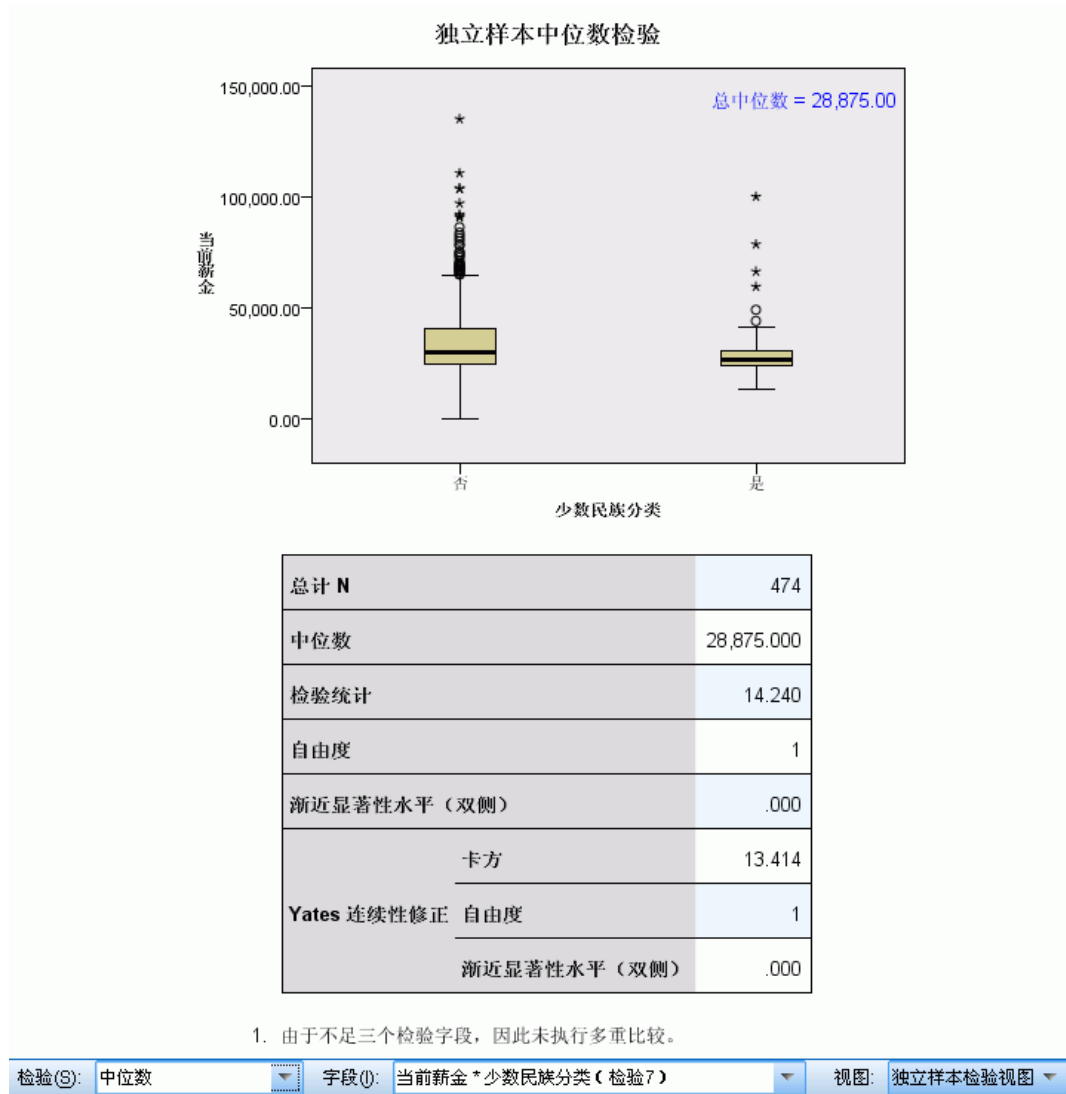 独立样本中位数检验
总中位数 = 28,875.00
150,000.00
100,000.00
50,000.00
0.00
当前薪金
否
是
少数民族分类
总计 N 474
中位数 28,875.000
检验统计 14.240
自由度 1
渐近显著性水平（双侧） .000
Yates 连续性修正
卡方 13.414
自由度 1
渐近显著性水平（双侧） .000
1. 由于不足三个检验字段，因此未执行多重比较。
检验(S): 中位数 字段(I): 当前薪金 * 少数民族分类 ( 检验7 ) 视图: 独立样本检验视图